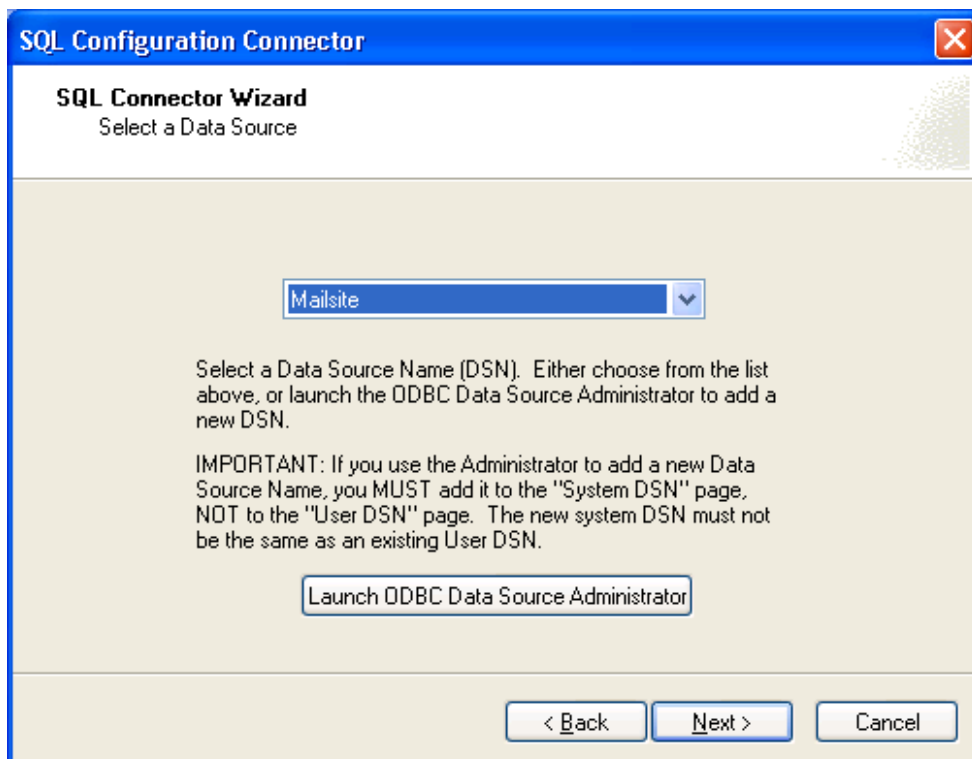 SQL Configuration Connector
SQL Connector Wizard
Select a Data Source
Mailsite
Select a Data Source Name (DSN).  Either choose from the list
above, or launch the ODBC Data Source Administrator to add a
new DSN.
IMPORTANT: If you use the Administrator to add a new Data
Source Name, you MUST add it to the "System DSN" page,
NOT to the "User DSN" page.  The new system DSN must not
be the same as an existing User DSN.
Launch ODBC Data Source Administrator
< Back
Next >
Cancel